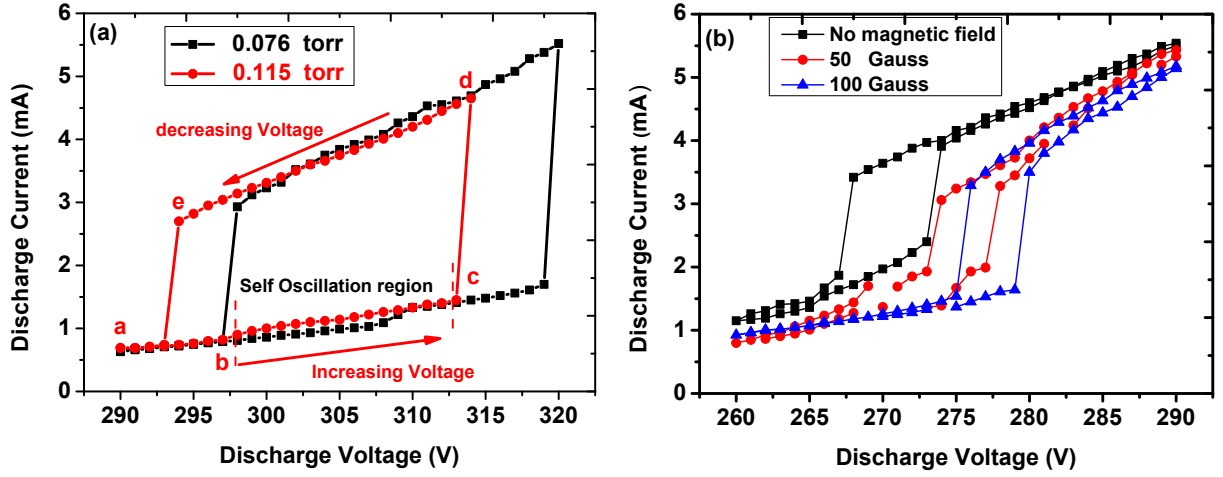 (a)
0.076 torr
0.115 torr
decreasing Voltage
d
e
Self Oscillation region
c
a
b
Increasing Voltage
Discharge Current (mA)
6
5
4
3
2
1
0
290 295 300 305 310 315 320
Discharge Voltage (V)
(b)
No magnetic field
50 Gauss
100 Gauss
Discharge Current (mA)
6
5
4
3
2
1
0
260 265 270 275 280 285 290
Discharge Voltage (V)